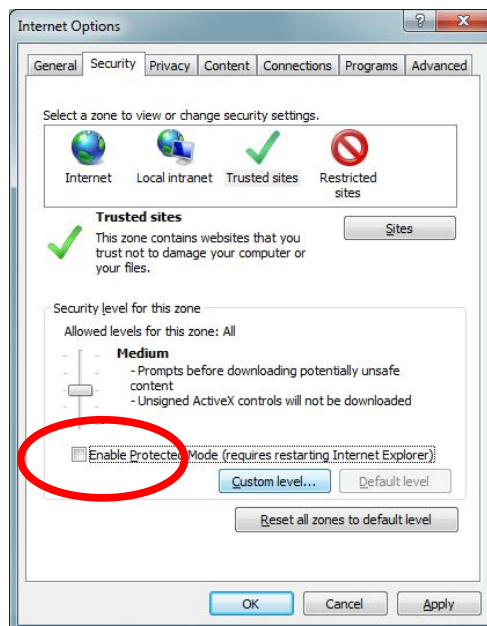 Internet Options
General Security Privacy Content Connections Programs Advanced
Select a zone to view or change security settings.
Internet Local intranet Trusted sites Restricted sites
Trusted sites
Sites
This zone contains websites that you
trust not to damage your computer or
your files.
Security level for this zone
Allowed levels for this zone: All
Medium
- Prompts before downloading potentially unsafe
content
- Unsigned ActiveX controls will not be downloaded
Enable Protected Mode (requires restarting Internet Explorer)
Custom level... Default level
Reset all zones to default level
OK Cancel Apply